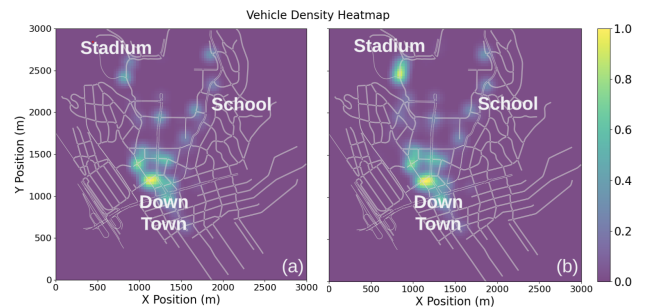 Vehicle Density Heatmap
3000
2500
2000
1500
1000
500
0
Y Position (m)
Stadium
School
Down
Town
(a)
0 500 1000 1500 2000 2500 3000
X Position (m)
Stadium
School
Down
Town
(b)
0 500 1000 1500 2000 2500 3000
X Position (m)
1.0
0.8
0.6
0.4
0.2
0.0